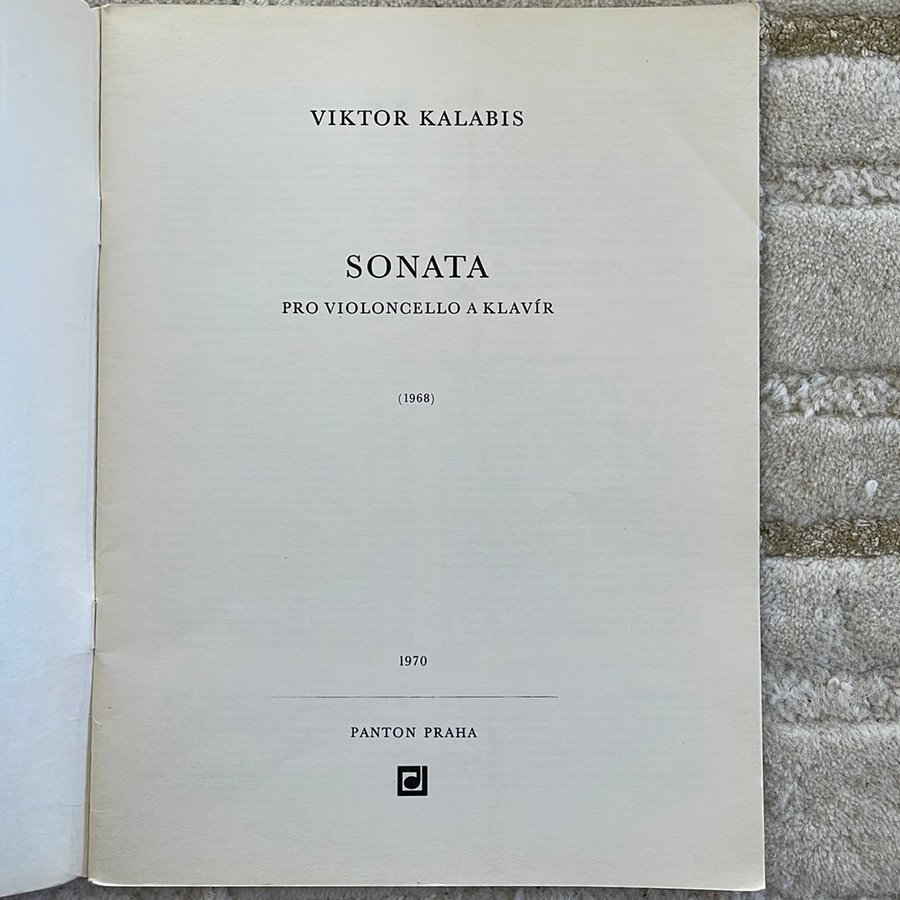 VIKTOR KALABIS
SONATA
PRO VIOLONCELLO A KLAVÍR
(1968)
1970
PANTON PRAHA